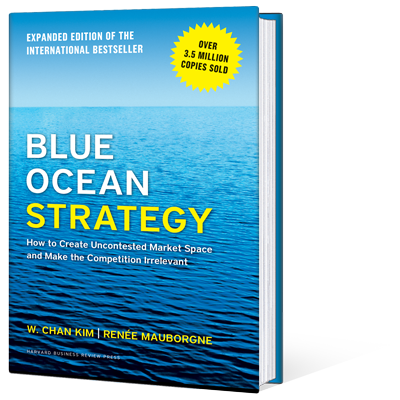 EXPANDED EDITION OF THE
INTERNATIONAL BESTSELLER
OVER
3.5 MILLION
COPIES SOLD
BLUE
OCEAN
STRATEGY
How to Create Uncontested Market Space
and Make the Competition Irrelevant
W. CHAN KIM | RENÉE MAUBORGNE
HARVARD BUSINESS REVIEW PRESS